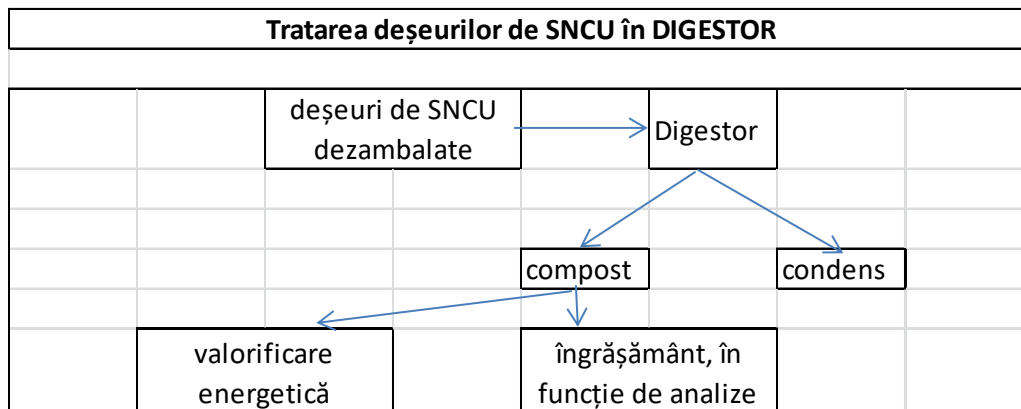 Tratarea deșeurilor de SNCU în DIGESTOR
deșeuri de SNCU
dezambalate
Digestor
compost
condens
valorificare
energetică
îngrășământ, în
funcție de analize